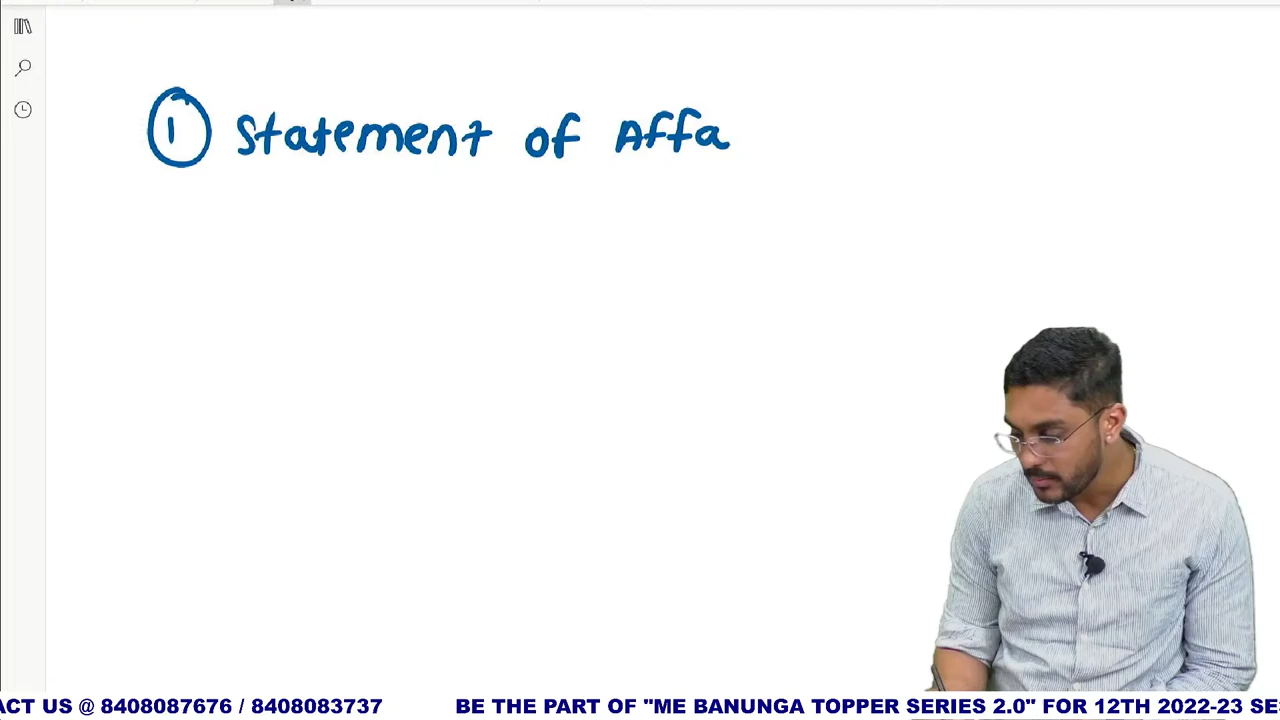 1 Statement of Affa
ACT US @ 8408087676 / 8408083737 BE THE PART OF "ME BANUNGA TOPPER SERIES 2.0" FOR 12TH 2022-23 SE